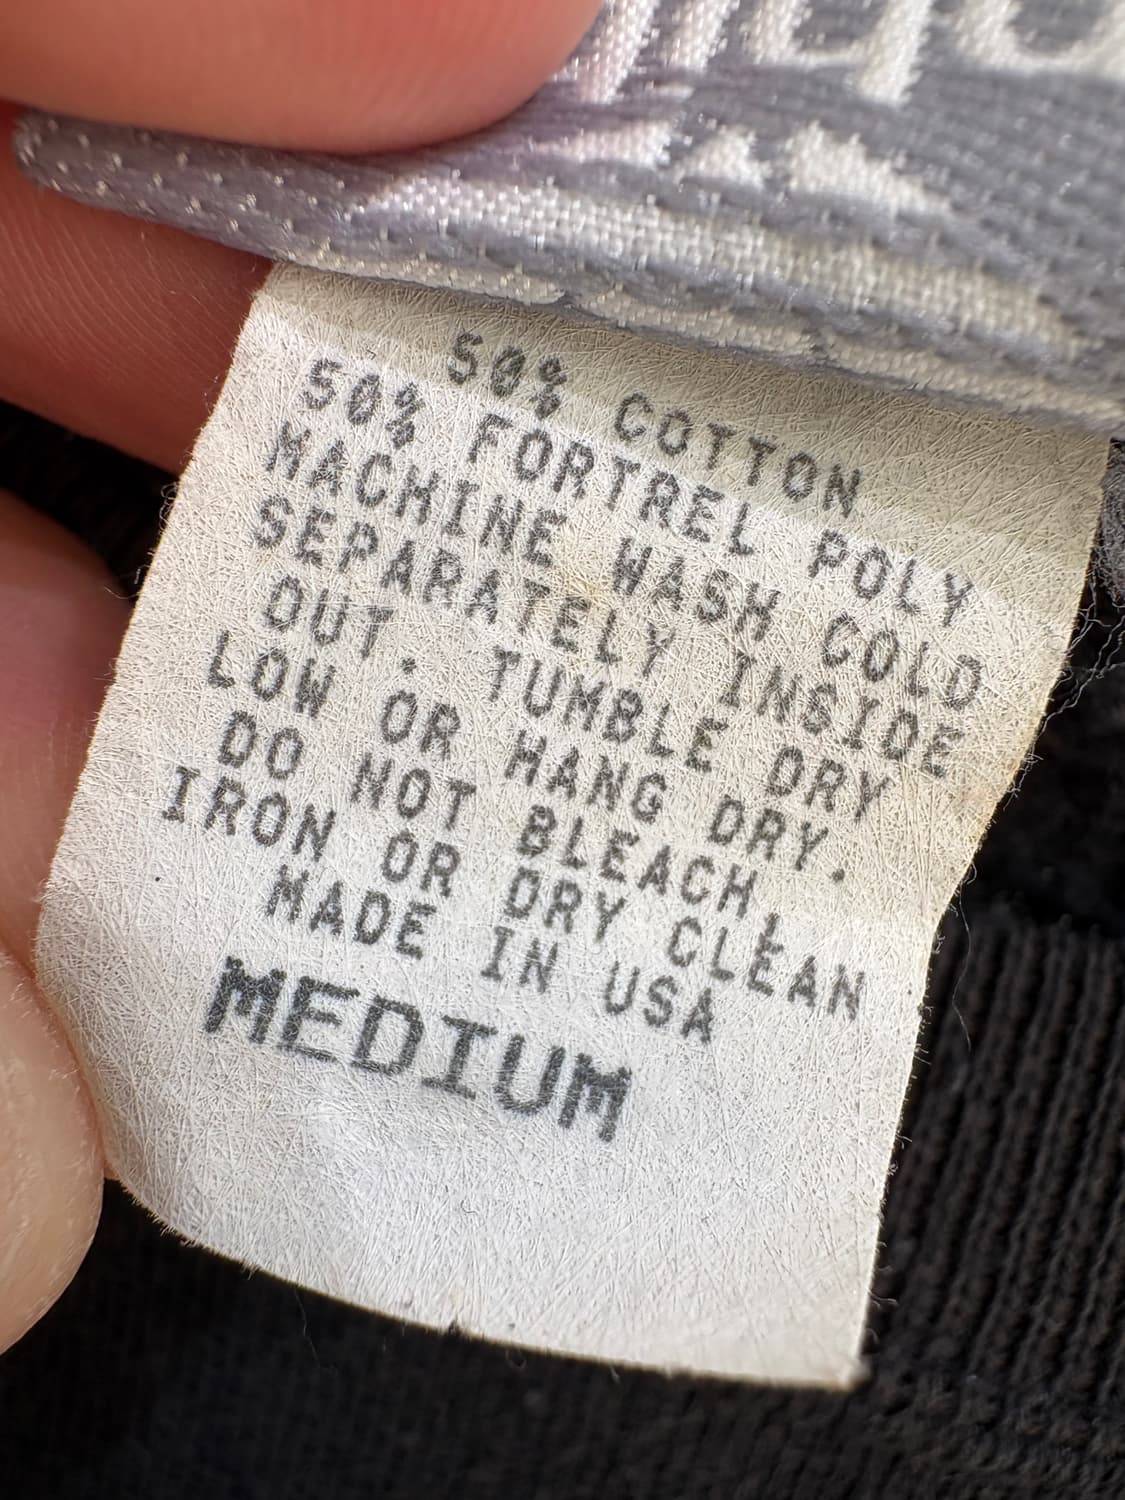 50% COTTON
50% FORTREL POLY
MACHINE WASH COLD
SEPARATELY INSIDE
OUT. TUMBLE DRY
LOW OR HANG DRY.
DO NOT BLEACH,
IRON OR DRY CLEAN
MADE IN USA
MEDIUM